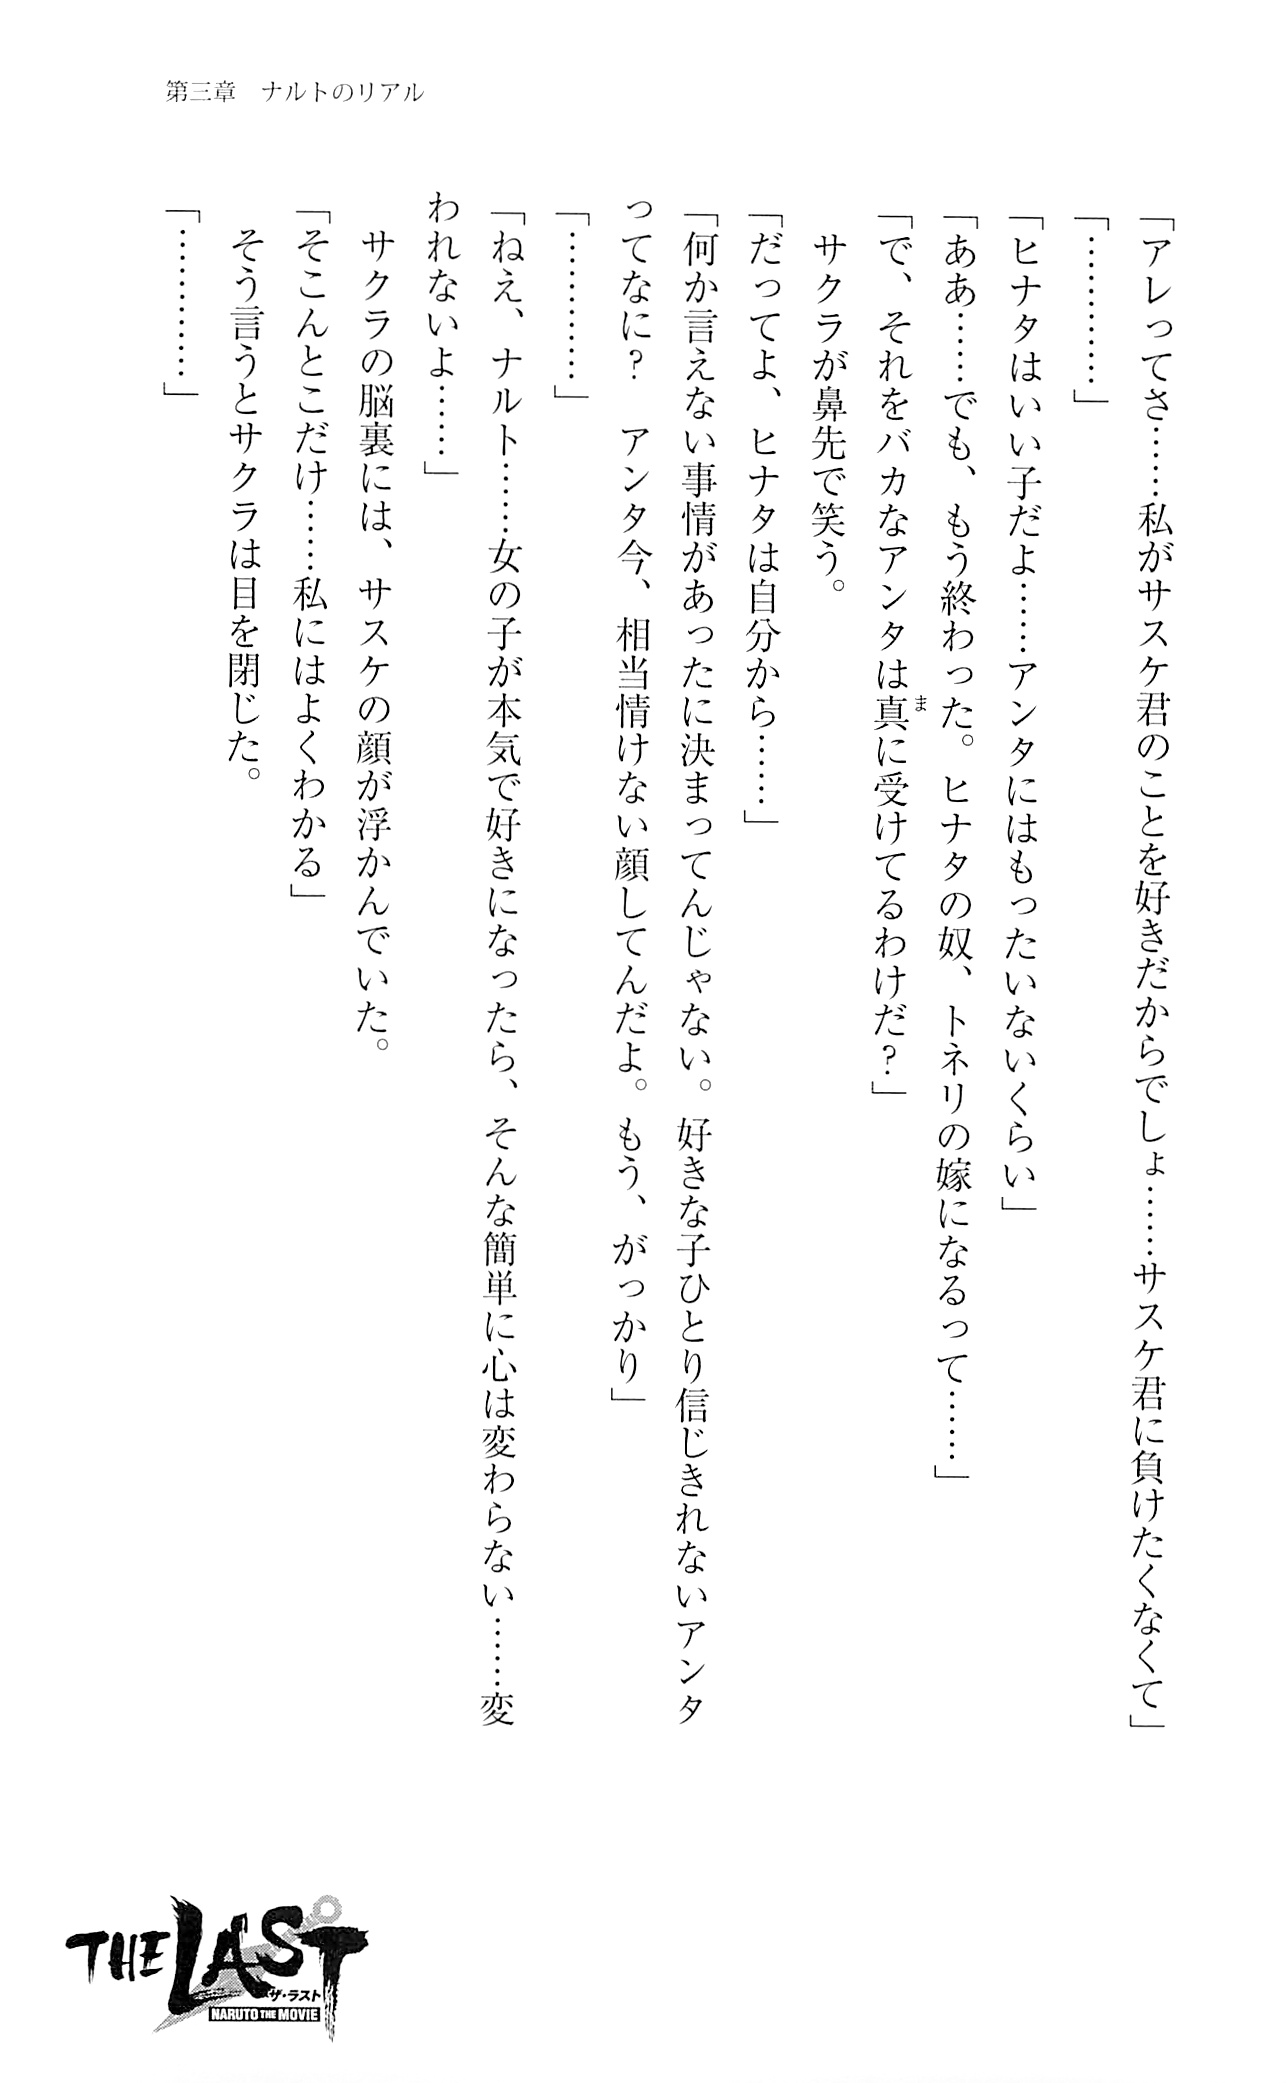 第三章　ナルトのリアル
「アレってさ……私がサスケ君のことを好きだからでしょ……サスケ君に負けたくなくて」
「…………」
「ヒナタはいい子だよ……アンタにはもったいないくらい」
「ああ……でも、もう終わった。ヒナタの奴、トネリの嫁になるって……」
「で、それをバカなアンタは真に受けてるわけだ？」
ま
　サクラが鼻先で笑う。
「だってよ、ヒナタは自分から……」
「何か言えない事情があったに決まってんじゃない。好きな子ひとり信じきれないアンタ
ってなに？　アンタ今、相当情けない顔してんだよ。もう、がっかり」
「…………」
「ねえ、ナルト……女の子が本気で好きになったら、そんな簡単に心は変わらない……変
われないよ……」
　サクラの脳裏には、サスケの顔が浮かんでいた。
「そこんとこだけ……私にはよくわかる」
　そう言うとサクラは目を閉じた。
「…………」
THE LAST
ザ・ラスト
NARUTO THE MOVIE